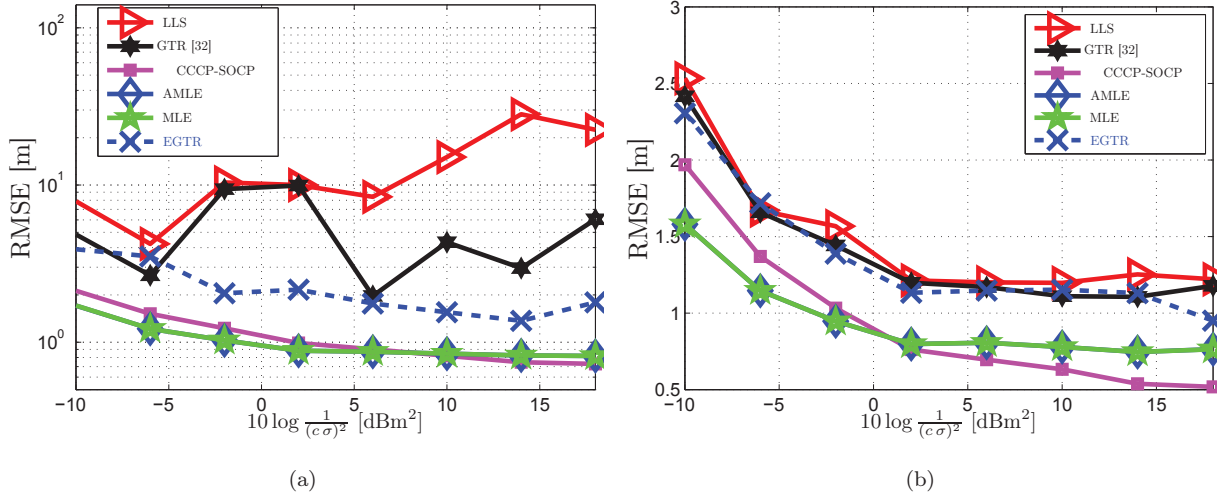 10^2
10^1
10^0
RMSE [m]
LLS
GTR [32]
CCCP-SOCP
AMLE
MLE
EGTR
−10 −5 0 5 10 15
10 log 1/(c σ)^2 [dBm^2]
(a)
3
2.5
2
1.5
1
0.5
RMSE [m]
LLS
GTR [32]
CCCP-SOCP
AMLE
MLE
EGTR
−10 −5 0 5 10 15
10 log 1/(c σ)^2 [dBm^2]
(b)